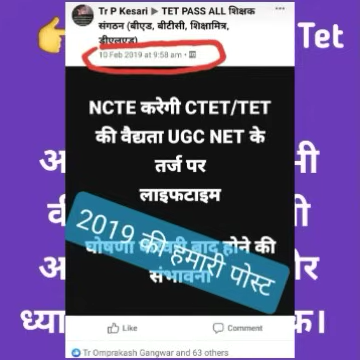 Tet
Tr P Kesari ▶ TET PASS ALL शिक्षक
संगठन (बीएड, बीटीसी, शिक्षामित्र,
डीएलएड)
10 Feb 2019 at 9:58 am
NCTE करेगी CTET/TET
की वैद्यता UGC NET के
तर्ज पर
लाइफटाइम
घोषणा बाद होने की
संभावना
2019 की हमारी पोस्ट
Like Comment
Tr Omprakash Gangwar and 63 others